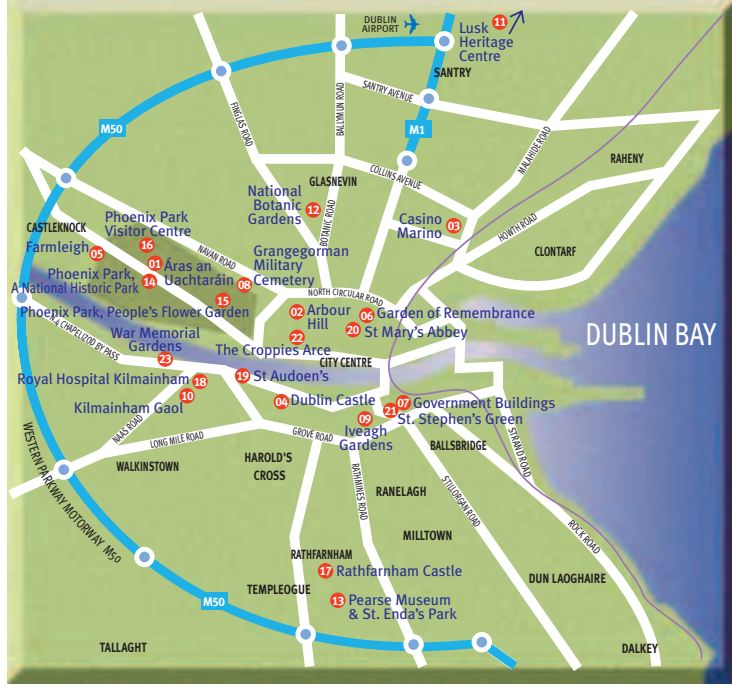 DUBLIN
AIRPORT
11
Lusk
Heritage
Centre
SANTRY
SANTRY AVENUE
FINGLAS ROAD
BALLYMUN ROAD
M50
M1
MALAHIDE ROAD
RAHENY
COLLINS AVENUE
GLASNEVIN
National
Botanic
Gardens
12
BOTANIC ROAD
Casino
Marino
03
HOWTH ROAD
CLONTARF
CASTLEKNOCK
Phoenix Park
Visitor Centre
16
Farmleigh
05
NAVAN ROAD
01
Áras an
Uachtaráin
Grangegorman
Military
Cemetery
08
Phoenix Park,
A National Historic Park
14
15
Phoenix Park, People's Flower Garden
NORTH CIRCULAR ROAD
02
Arbour
Hill
06
Garden of Remembrance
20
St Mary's Abbey
22
The Croppies Arce
N4 CHAPELIZOD BY PASS
War Memorial
Gardens
23
CITY CENTRE
DUBLIN BAY
Royal Hospital Kilmainham
18
19
St Audoen's
10
Kilmainham Gaol
04
Dublin Castle
07
Government Buildings
21
St. Stephen's Green
09
Iveagh
Gardens
NAAS ROAD
LONG MILE ROAD
GROVE ROAD
BALLSBRIDGE
STRAND ROAD
WALKINSTOWN
HAROLD'S
CROSS
RATHMINES ROAD
RANELAGH
STILLORGAN ROAD
MILLTOWN
ROCK ROAD
WESTERN PARKWAY MOTORWAY M50
RATHFARNHAM
17
Rathfarnham Castle
TEMPLEOGUE
DUN LAOGHAIRE
M50
13
Pearse Museum
& St. Enda's Park
TALLAGHT
DALKEY